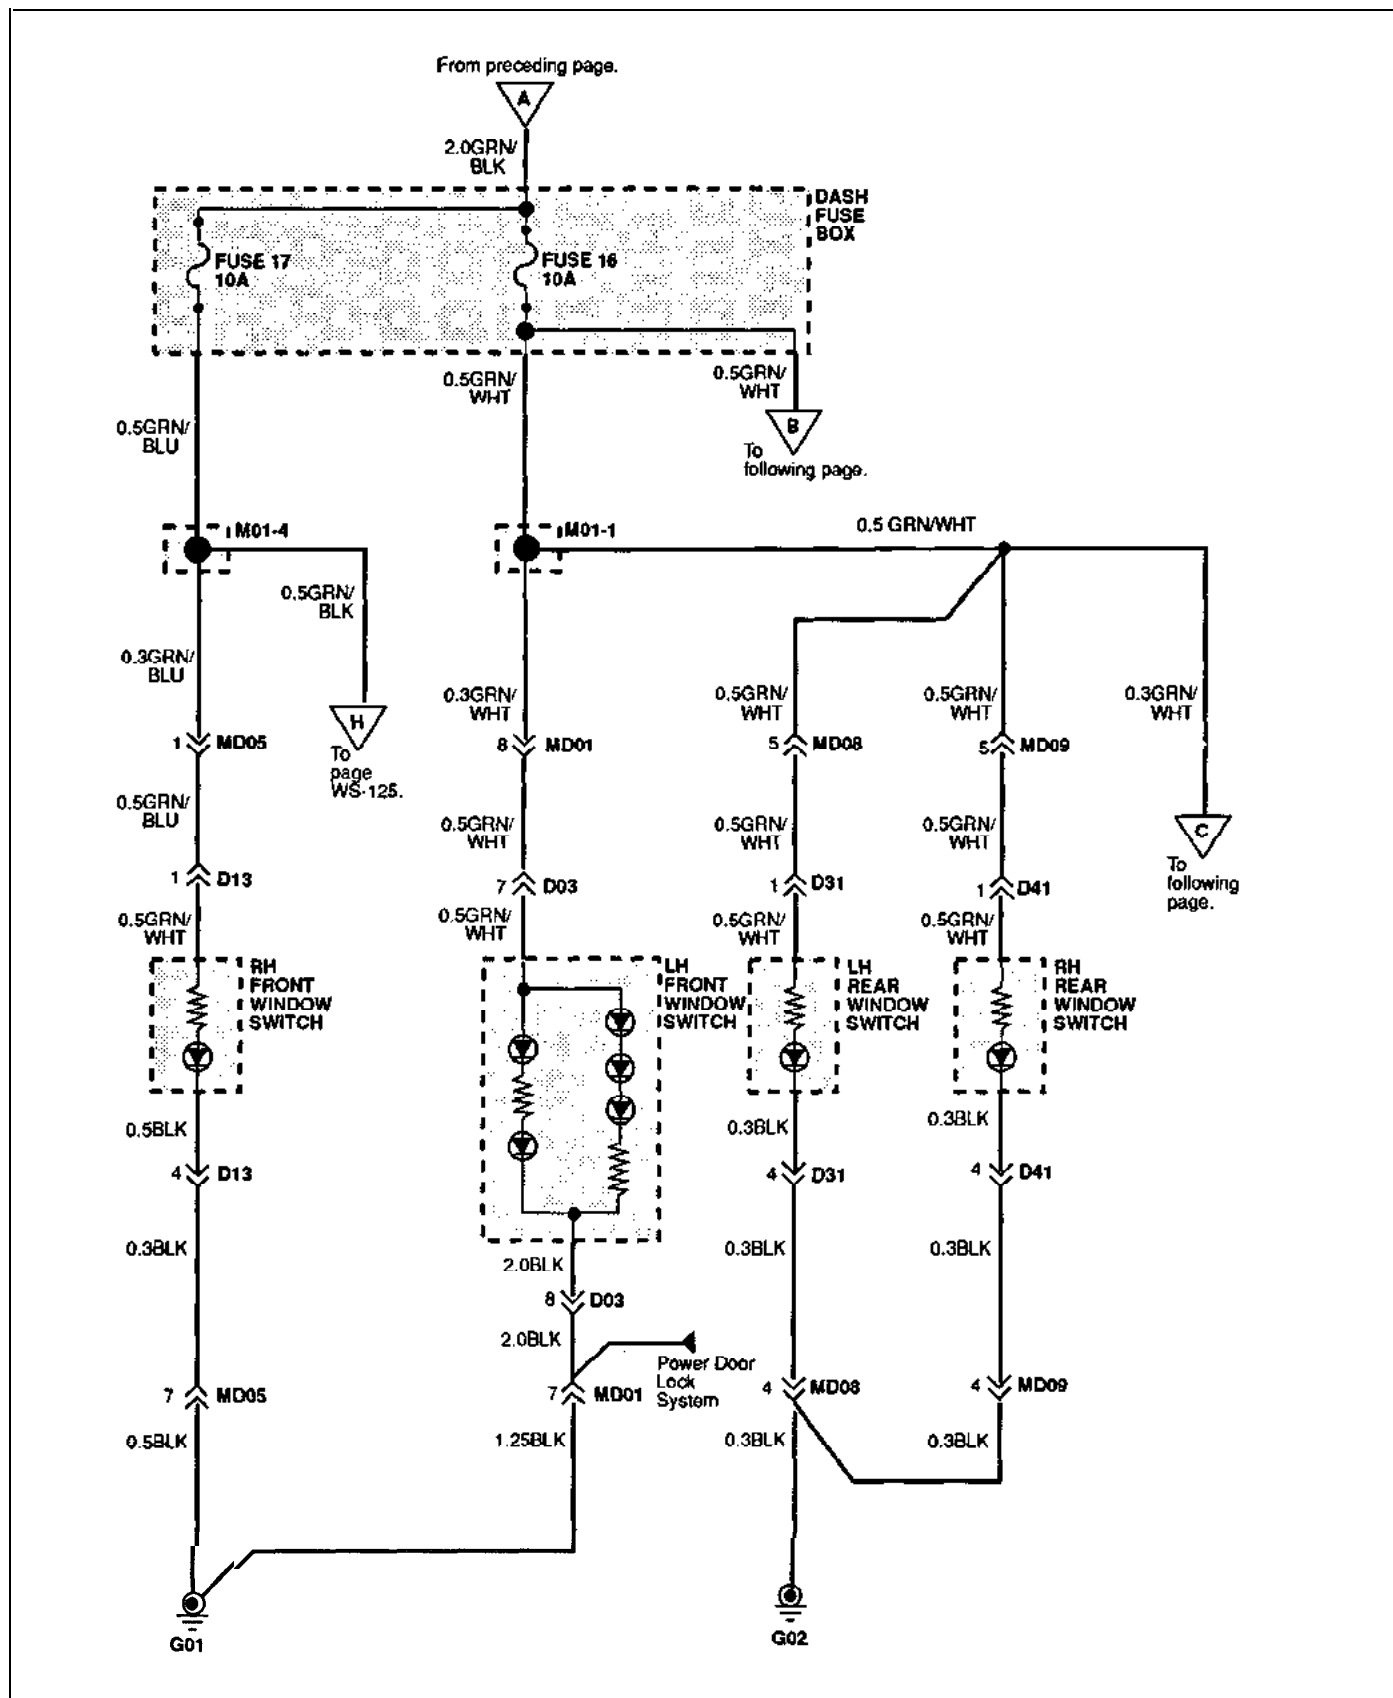 From preceding page.
A
2.0GRN/
BLK
DASH
FUSE
BOX
FUSE 17
10A
FUSE 16
10A
0.5GRN/
WHT
0.5GRN/
WHT
0.5GRN/
BLU
B
To
following page.
M01-4
M01-1
0.5 GRN/WHT
0.5GRN/
BLK
0.3GRN/
BLU
0.3GRN/
WHT
0.5GRN/
WHT
0.5GRN/
WHT
0.3GRN/
WHT
H
To
page
WS-125.
1 MD05
8 MD01
5 MD08
5 MD09
0.5GRN/
BLU
0.5GRN/
WHT
0.5GRN/
WHT
0.5GRN/
WHT
C
To
following
page.
1 D13
7 D03
1 D31
1 D41
0.5GRN/
WHT
0.5GRN/
WHT
0.5GRN/
WHT
0.5GRN/
WHT
RH
FRONT
WINDOW
SWITCH
LH
FRONT
WINDOW
SWITCH
LH
REAR
WINDOW
SWITCH
RH
REAR
WINDOW
SWITCH
0.5BLK
0.3BLK
0.3BLK
4 D13
4 D31
4 D41
0.3BLK
2.0BLK
0.3BLK
0.3BLK
8 D03
2.0BLK
Power Door
Lock
System
7 MD05
7 MD01
4 MD08
4 MD09
0.5BLK
1.25BLK
0.3BLK
0.3BLK
G01
G02